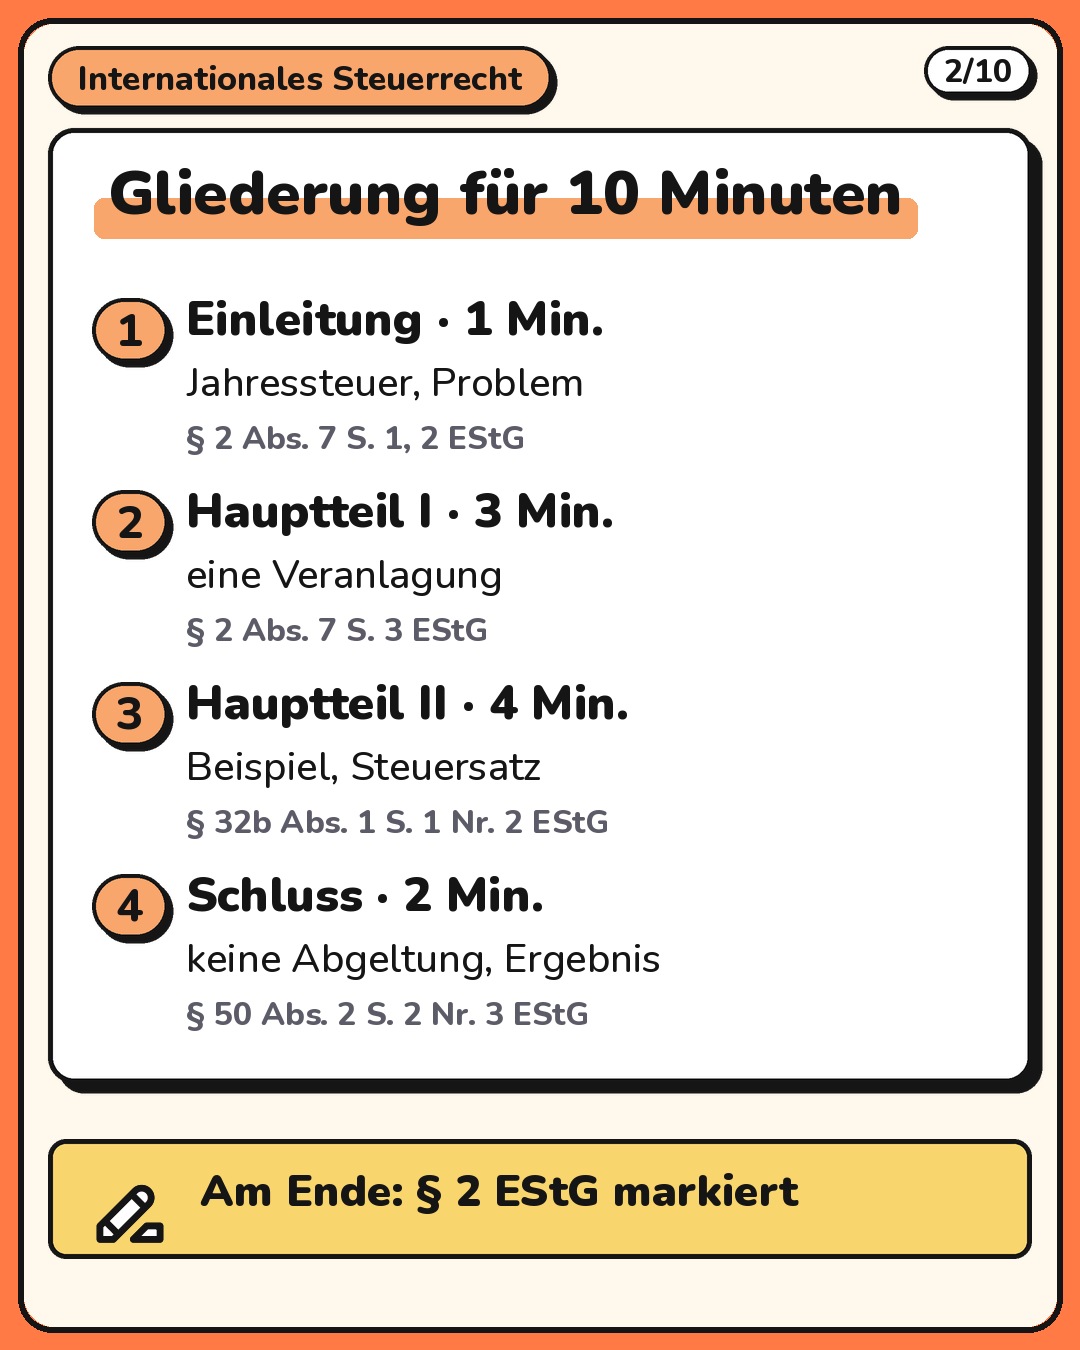 Internationales Steuerrecht
2/10
Gliederung für 10 Minuten
1
Einleitung · 1 Min.
Jahressteuer, Problem
§ 2 Abs. 7 S. 1, 2 EStG
2
Hauptteil I · 3 Min.
eine Veranlagung
§ 2 Abs. 7 S. 3 EStG
3
Hauptteil II · 4 Min.
Beispiel, Steuersatz
§ 32b Abs. 1 S. 1 Nr. 2 EStG
4
Schluss · 2 Min.
keine Abgeltung, Ergebnis
§ 50 Abs. 2 S. 2 Nr. 3 EStG
Am Ende: § 2 EStG markiert